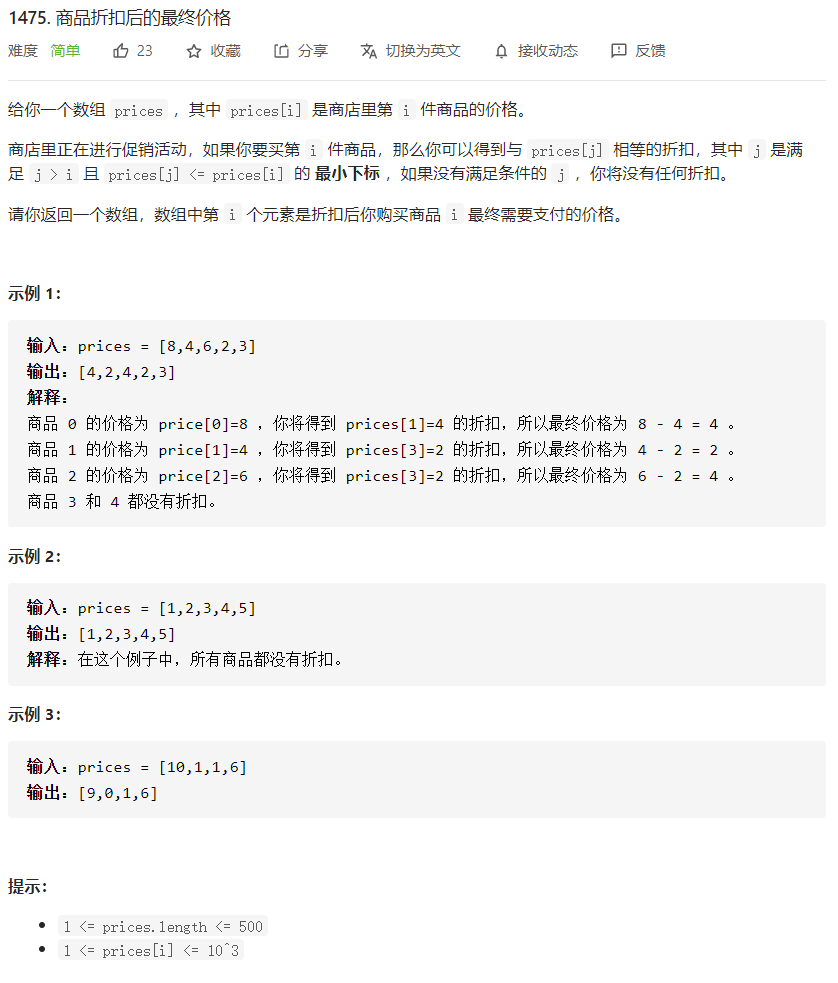 1475. 商品折扣后的最终价格
难度 简单 23 收藏 分享 切换为英文 接收动态 反馈
给你一个数组 prices ，其中 prices[i] 是商店里第 i 件商品的价格。
商店里正在进行促销活动，如果你要买第 i 件商品，那么你可以得到与 prices[j] 相等的折扣，其中 j 是满
足 j > i 且 prices[j] <= prices[i] 的 最小下标 ，如果没有满足条件的 j ，你将没有任何折扣。
请你返回一个数组，数组中第 i 个元素是折扣后你购买商品 i 最终需要支付的价格。
示例 1：
输入：prices = [8,4,6,2,3]
输出：[4,2,4,2,3]
解释：
商品 0 的价格为 price[0]=8 ，你将得到 prices[1]=4 的折扣，所以最终价格为 8 - 4 = 4 。
商品 1 的价格为 price[1]=4 ，你将得到 prices[3]=2 的折扣，所以最终价格为 4 - 2 = 2 。
商品 2 的价格为 price[2]=6 ，你将得到 prices[3]=2 的折扣，所以最终价格为 6 - 2 = 4 。
商品 3 和 4 都没有折扣。
示例 2：
输入：prices = [1,2,3,4,5]
输出：[1,2,3,4,5]
解释：在这个例子中，所有商品都没有折扣。
示例 3：
输入：prices = [10,1,1,6]
输出：[9,0,1,6]
提示：
1 <= prices.length <= 500
1 <= prices[i] <= 10^3